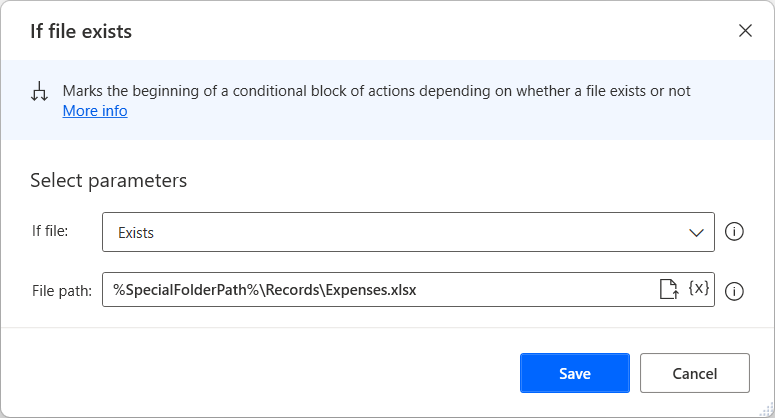 If file exists
Marks the beginning of a conditional block of actions depending on whether a file exists or not
More info
Select parameters
If file: Exists
File path: %SpecialFolderPath%\Records\Expenses.xlsx {x}
Save Cancel